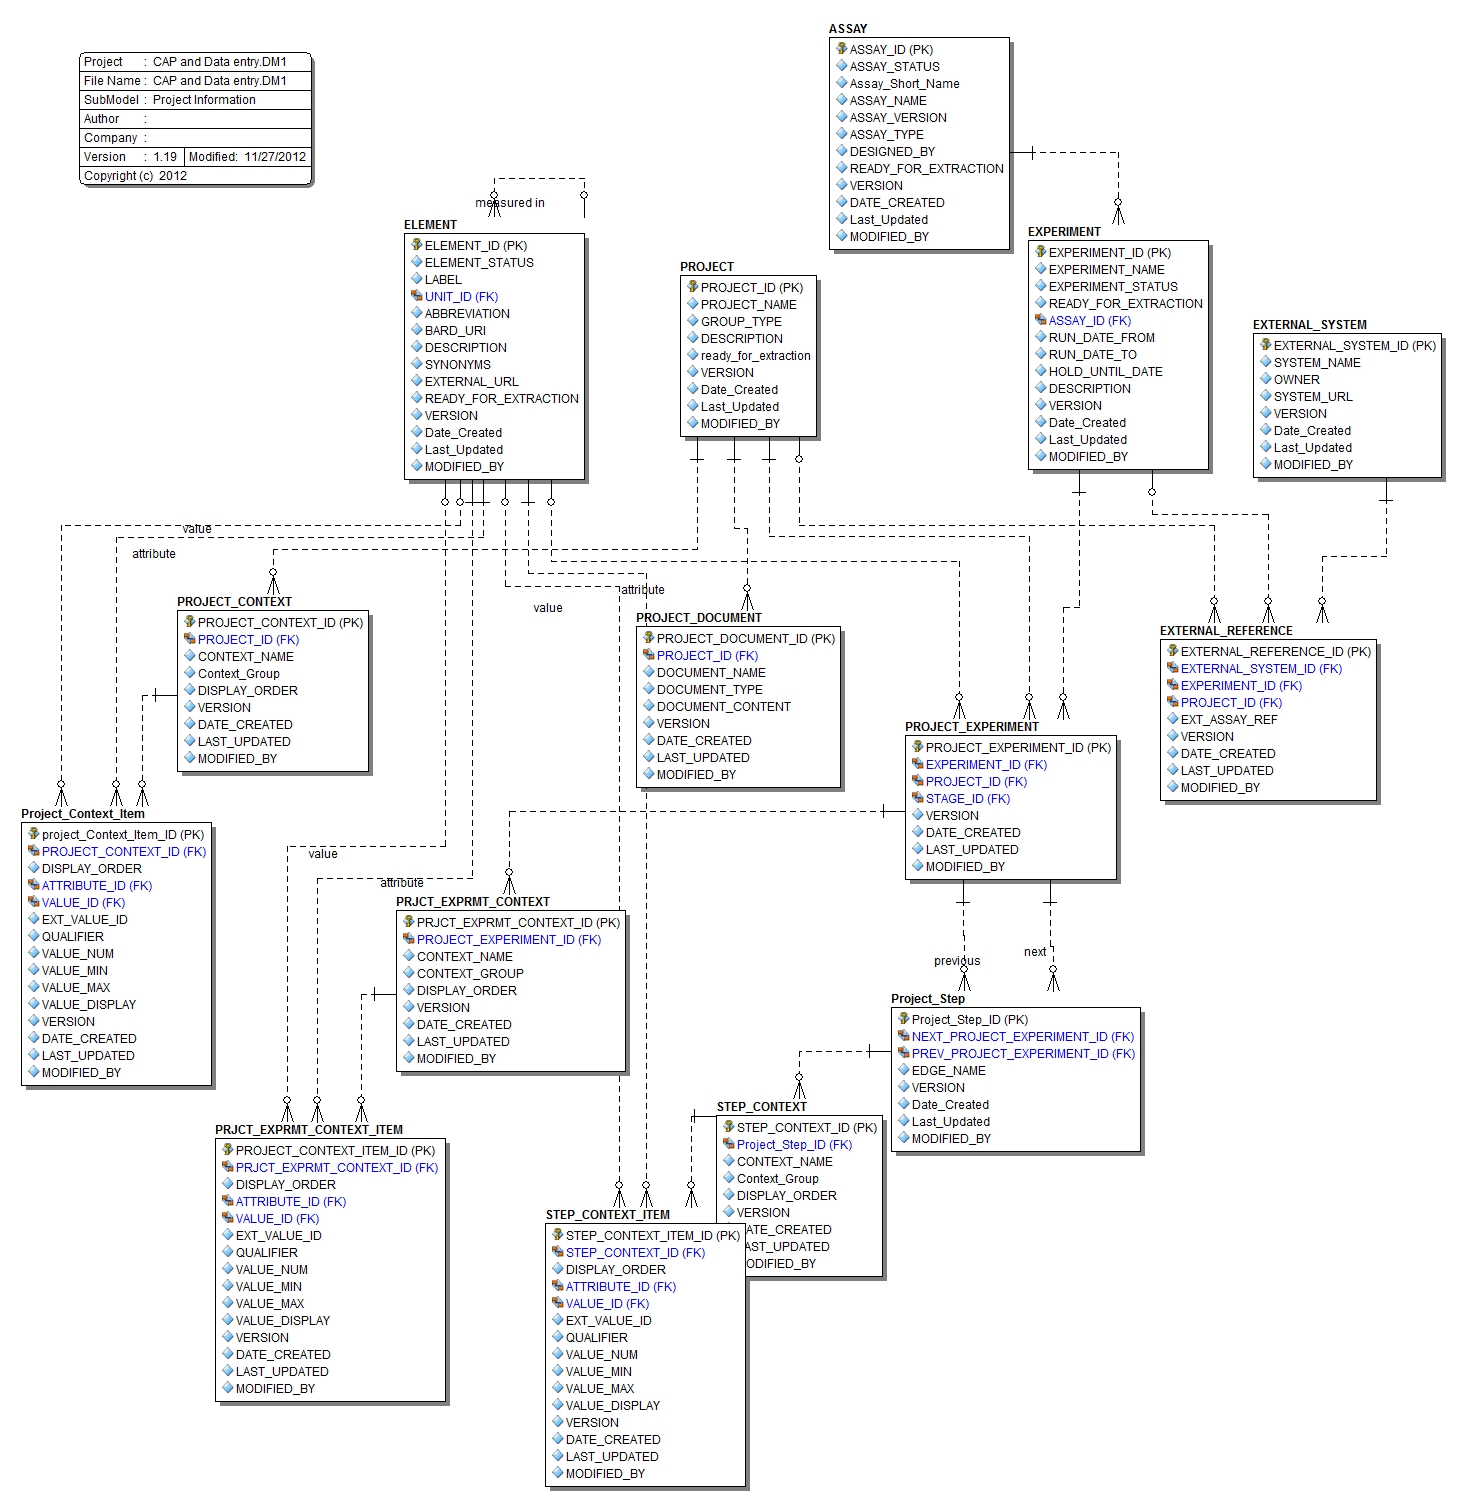 Project : CAP and Data entry.DM1
File Name : CAP and Data entry.DM1
SubModel : Project Information
Author :
Company :
Version : 1.19 Modified: 11/27/2012
Copyright (c) 2012
ASSAY
ASSAY_ID (PK)
ASSAY_STATUS
Assay_Short_Name
ASSAY_NAME
ASSAY_VERSION
ASSAY_TYPE
DESIGNED_BY
READY_FOR_EXTRACTION
VERSION
DATE_CREATED
Last_Updated
MODIFIED_BY
measured in
ELEMENT
ELEMENT_ID (PK)
ELEMENT_STATUS
LABEL
UNIT_ID (FK)
ABBREVIATION
BARD_URI
DESCRIPTION
SYNONYMS
EXTERNAL_URL
READY_FOR_EXTRACTION
VERSION
Date_Created
Last_Updated
MODIFIED_BY
PROJECT
PROJECT_ID (PK)
PROJECT_NAME
GROUP_TYPE
DESCRIPTION
ready_for_extraction
VERSION
Date_Created
Last_Updated
MODIFIED_BY
EXPERIMENT
EXPERIMENT_ID (PK)
EXPERIMENT_NAME
EXPERIMENT_STATUS
READY_FOR_EXTRACTION
ASSAY_ID (FK)
RUN_DATE_FROM
RUN_DATE_TO
HOLD_UNTIL_DATE
DESCRIPTION
VERSION
Date_Created
Last_Updated
MODIFIED_BY
EXTERNAL_SYSTEM
EXTERNAL_SYSTEM_ID (PK)
SYSTEM_NAME
OWNER
SYSTEM_URL
VERSION
Date_Created
Last_Updated
MODIFIED_BY
value
attribute
attribute
value
PROJECT_CONTEXT
PROJECT_CONTEXT_ID (PK)
PROJECT_ID (FK)
CONTEXT_NAME
Context_Group
DISPLAY_ORDER
VERSION
DATE_CREATED
LAST_UPDATED
MODIFIED_BY
PROJECT_DOCUMENT
PROJECT_DOCUMENT_ID (PK)
PROJECT_ID (FK)
DOCUMENT_NAME
DOCUMENT_TYPE
DOCUMENT_CONTENT
VERSION
DATE_CREATED
LAST_UPDATED
MODIFIED_BY
EXTERNAL_REFERENCE
EXTERNAL_REFERENCE_ID (PK)
EXTERNAL_SYSTEM_ID (FK)
EXPERIMENT_ID (FK)
PROJECT_ID (FK)
EXT_ASSAY_REF
VERSION
DATE_CREATED
LAST_UPDATED
MODIFIED_BY
PROJECT_EXPERIMENT
PROJECT_EXPERIMENT_ID (PK)
EXPERIMENT_ID (FK)
PROJECT_ID (FK)
STAGE_ID (FK)
VERSION
DATE_CREATED
LAST_UPDATED
MODIFIED_BY
Project_Context_Item
project_Context_Item_ID (PK)
PROJECT_CONTEXT_ID (FK)
DISPLAY_ORDER
ATTRIBUTE_ID (FK)
VALUE_ID (FK)
EXT_VALUE_ID
QUALIFIER
VALUE_NUM
VALUE_MIN
VALUE_MAX
VALUE_DISPLAY
VERSION
DATE_CREATED
LAST_UPDATED
MODIFIED_BY
value
attribute
PRJCT_EXPRMT_CONTEXT
PRJCT_EXPRMT_CONTEXT_ID (PK)
PROJECT_EXPERIMENT_ID (FK)
CONTEXT_NAME
CONTEXT_GROUP
DISPLAY_ORDER
VERSION
DATE_CREATED
LAST_UPDATED
MODIFIED_BY
previous
next
Project_Step
Project_Step_ID (PK)
NEXT_PROJECT_EXPERIMENT_ID (FK)
PREV_PROJECT_EXPERIMENT_ID (FK)
EDGE_NAME
VERSION
Date_Created
Last_Updated
MODIFIED_BY
STEP_CONTEXT
STEP_CONTEXT_ID (PK)
Project_Step_ID (FK)
CONTEXT_NAME
Context_Group
DISPLAY_ORDER
VERSION
ATE_CREATED
AST_UPDATED
ODIFIED_BY
PRJCT_EXPRMT_CONTEXT_ITEM
PROJECT_CONTEXT_ITEM_ID (PK)
PRJCT_EXPRMT_CONTEXT_ID (FK)
DISPLAY_ORDER
ATTRIBUTE_ID (FK)
VALUE_ID (FK)
EXT_VALUE_ID
QUALIFIER
VALUE_NUM
VALUE_MIN
VALUE_MAX
VALUE_DISPLAY
VERSION
DATE_CREATED
LAST_UPDATED
MODIFIED_BY
STEP_CONTEXT_ITEM
STEP_CONTEXT_ITEM_ID (PK)
STEP_CONTEXT_ID (FK)
DISPLAY_ORDER
ATTRIBUTE_ID (FK)
VALUE_ID (FK)
EXT_VALUE_ID
QUALIFIER
VALUE_NUM
VALUE_MIN
VALUE_MAX
VALUE_DISPLAY
VERSION
DATE_CREATED
LAST_UPDATED
MODIFIED_BY